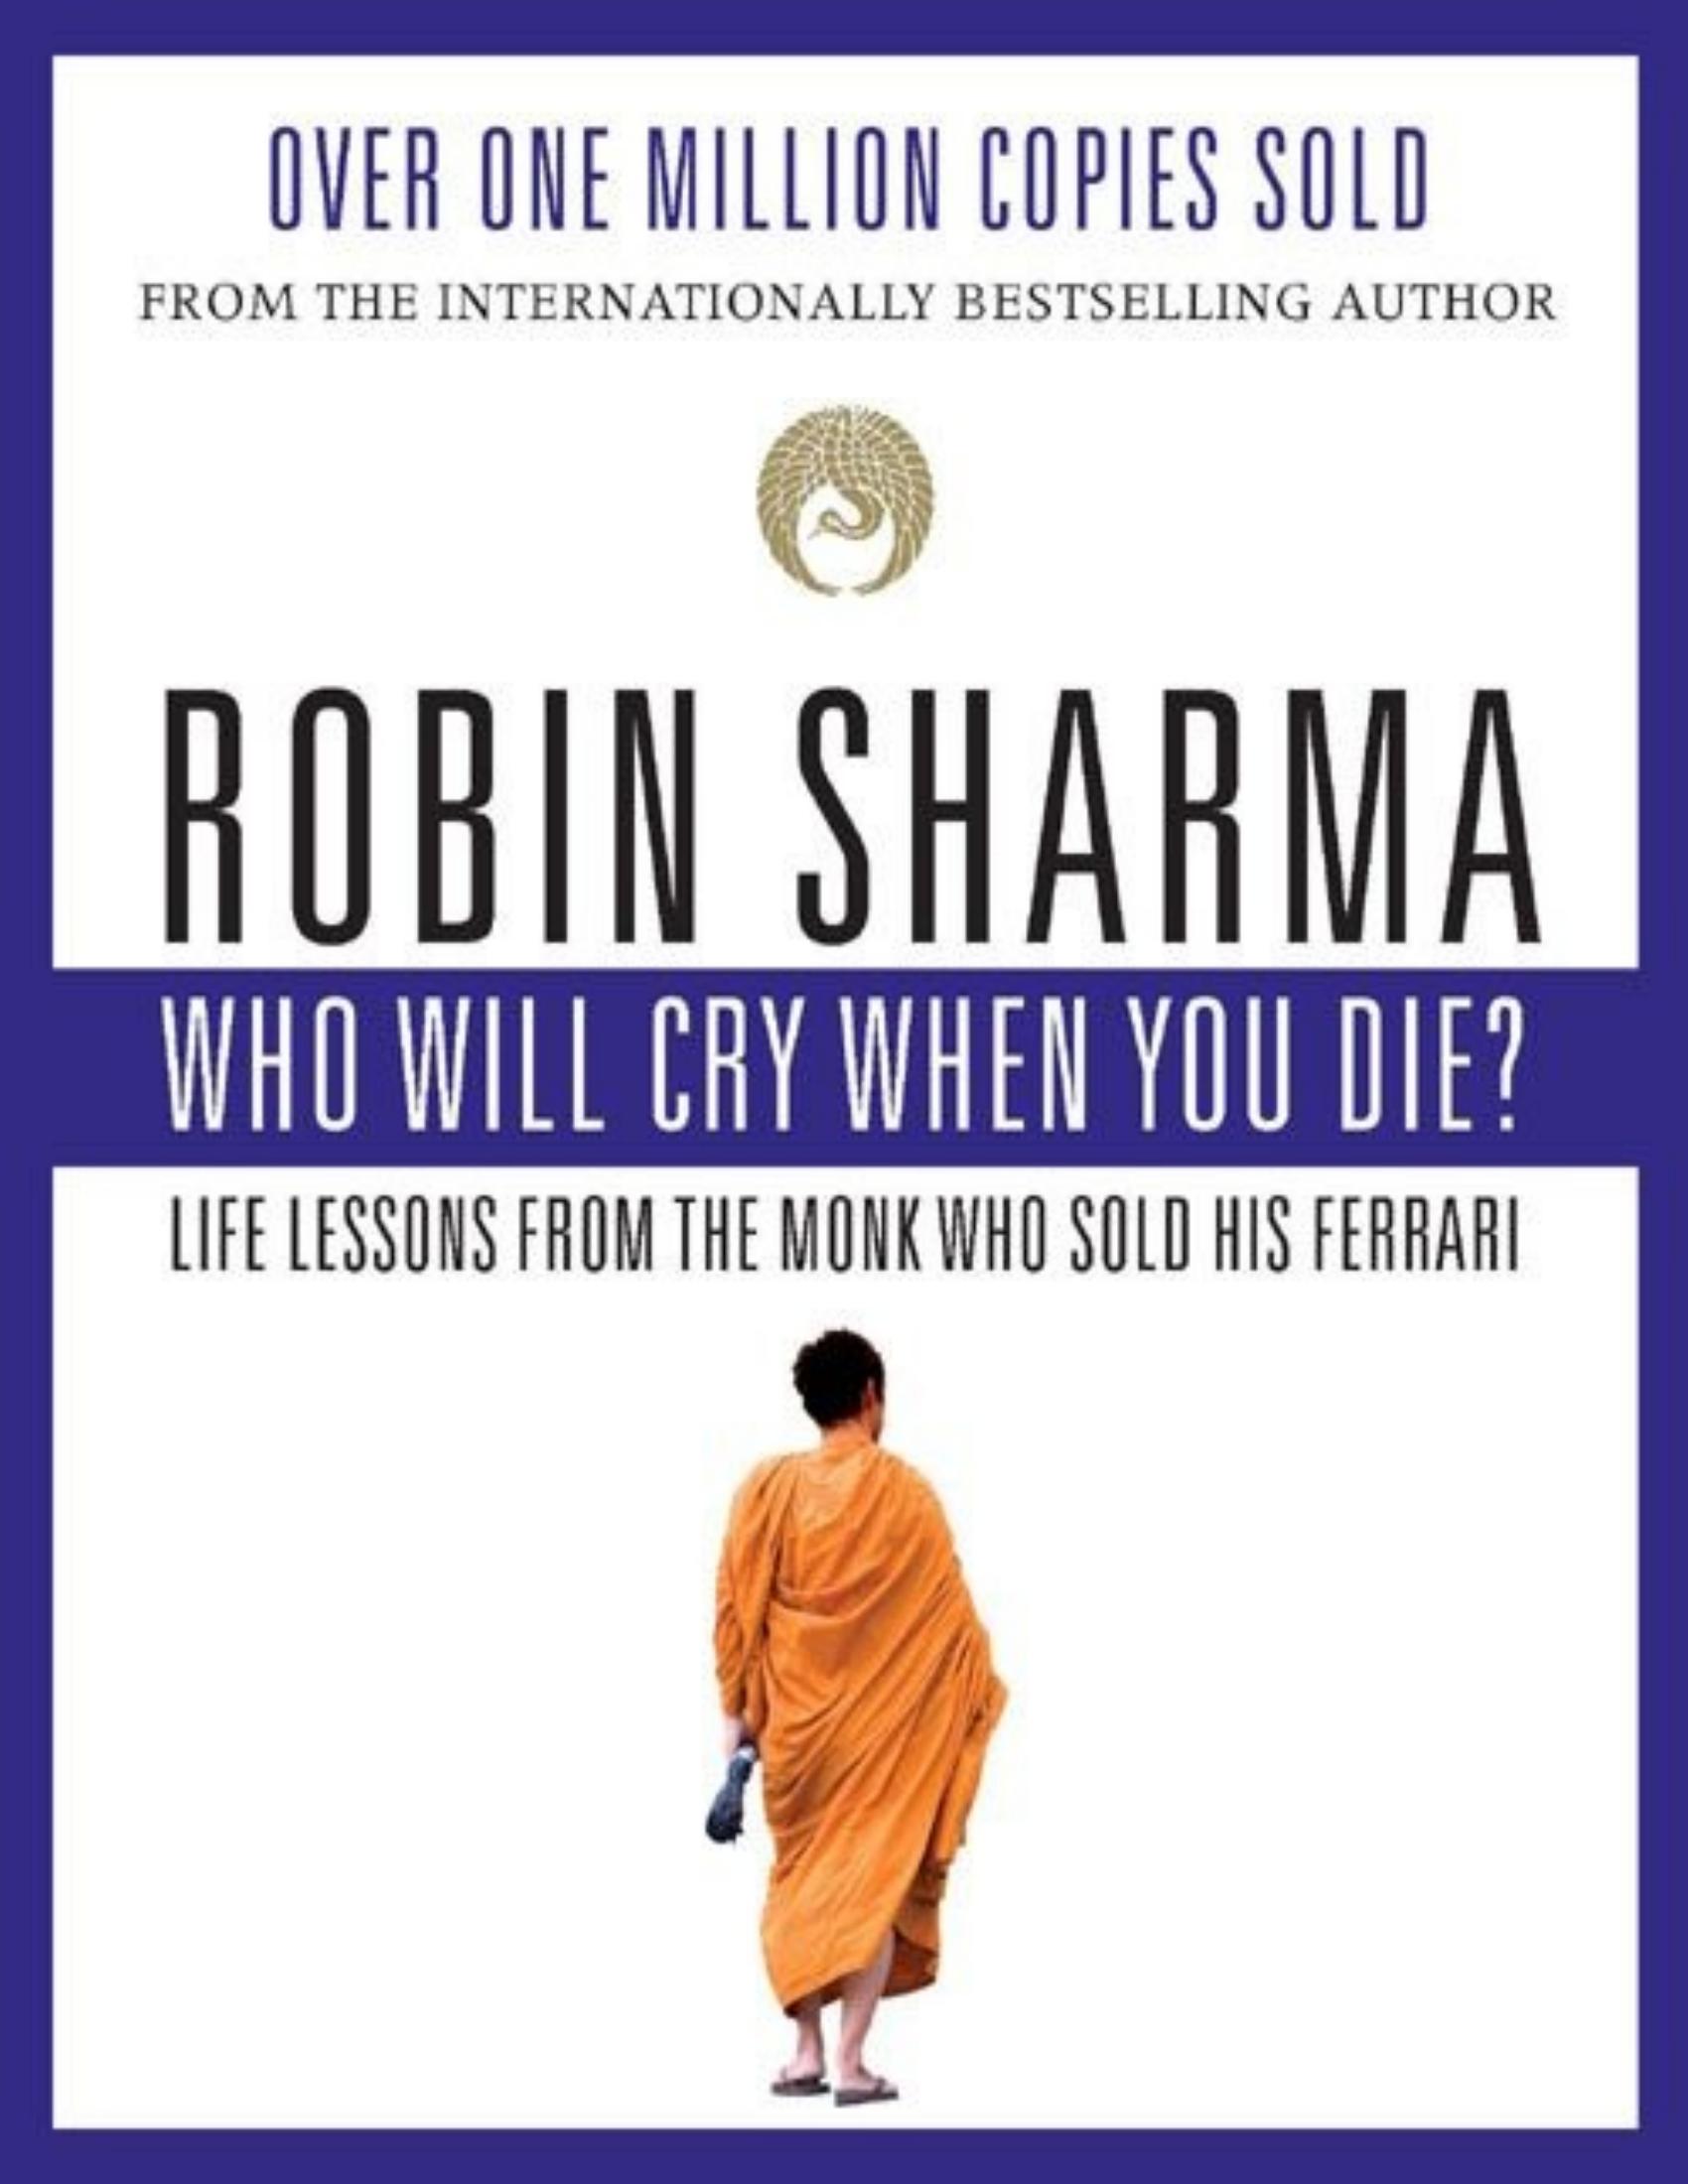 OVER ONE MILLION COPIES SOLD
FROM THE INTERNATIONALLY BESTSELLING AUTHOR
ROBIN SHARMA
WHO WILL CRY WHEN YOU DIE?
LIFE LESSONS FROM THE MONK WHO SOLD HIS FERRARI